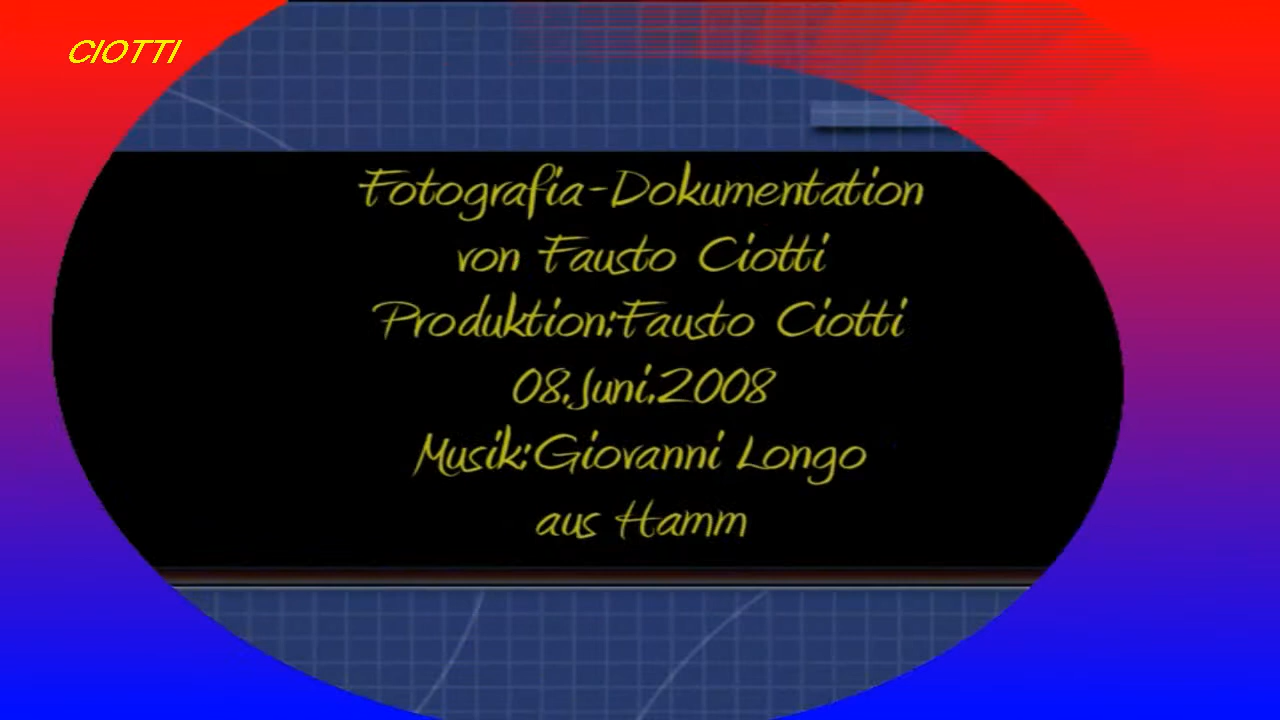 CIOTTI
Fotografia-Dokumentation
von Fausto Ciotti
Produktion:Fausto Ciotti
08.Juni.2008
Musik:Giovanni Longo
aus Hamm